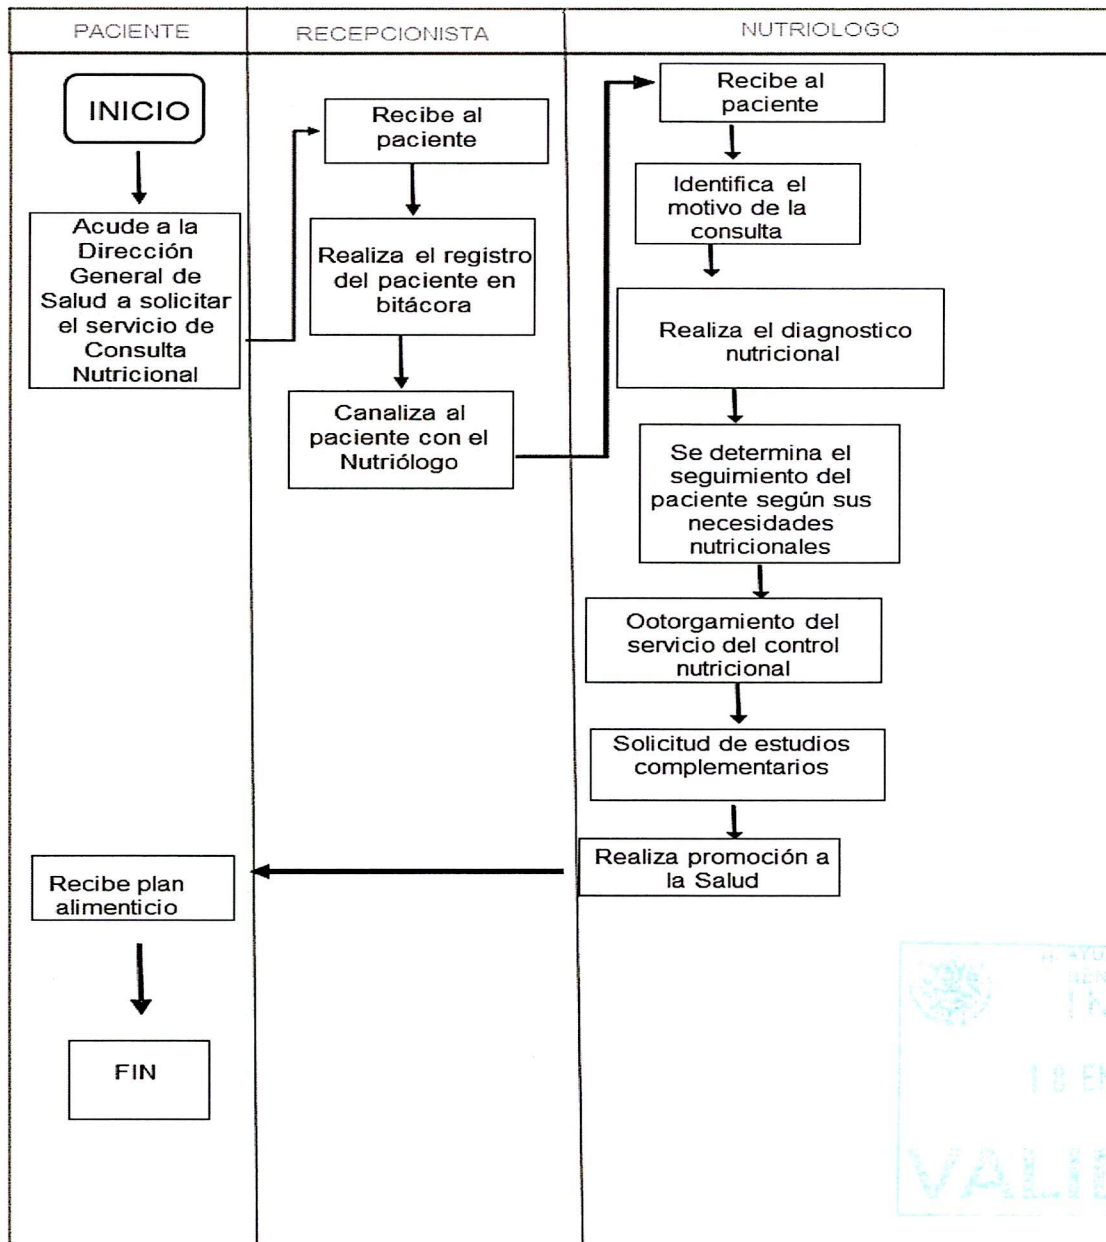 PACIENTE
RECEPCIONISTA
NUTRIOLOGO
INICIO
Acude a la
Dirección
General de
Salud a solicitar
el servicio de
Consulta
Nutricional
Recibe al
paciente
Realiza el registro
del paciente en
bitácora
Canaliza al
paciente con el
Nutriólogo
Recibe al
paciente
Identifica el
motivo de la
consulta
Realiza el diagnostico
nutricional
Se determina el
seguimiento del
paciente según sus
necesidades
nutricionales
Ootorgamiento del
servicio del control
nutricional
Solicitud de estudios
complementarios
Realiza promoción a
la Salud
Recibe plan
alimenticio
FIN
18 EN
VALI